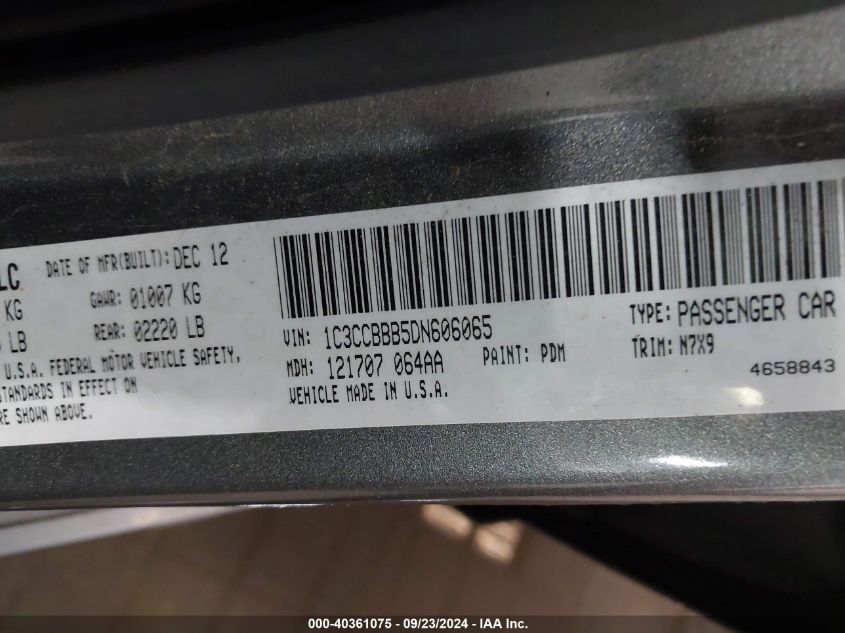 LC DATE OF MFR(BUILT): DEC 12
KG GAWR: 01007 KG
LB REAR: 02220 LB
U.S.A. FEDERAL MOTOR VEHICLE SAFETY,
STANDARDS IN EFFECT ON
RE SHOWN ABOVE.
VIN: 1C3CCBBB5DN606065 TYPE: PASSENGER CAR
MDH: 121707 064AA PAINT: PDM TRIM: N7X9
VEHICLE MADE IN U.S.A. 4658843
000-40361075 - 09/23/2024 - IAA Inc.